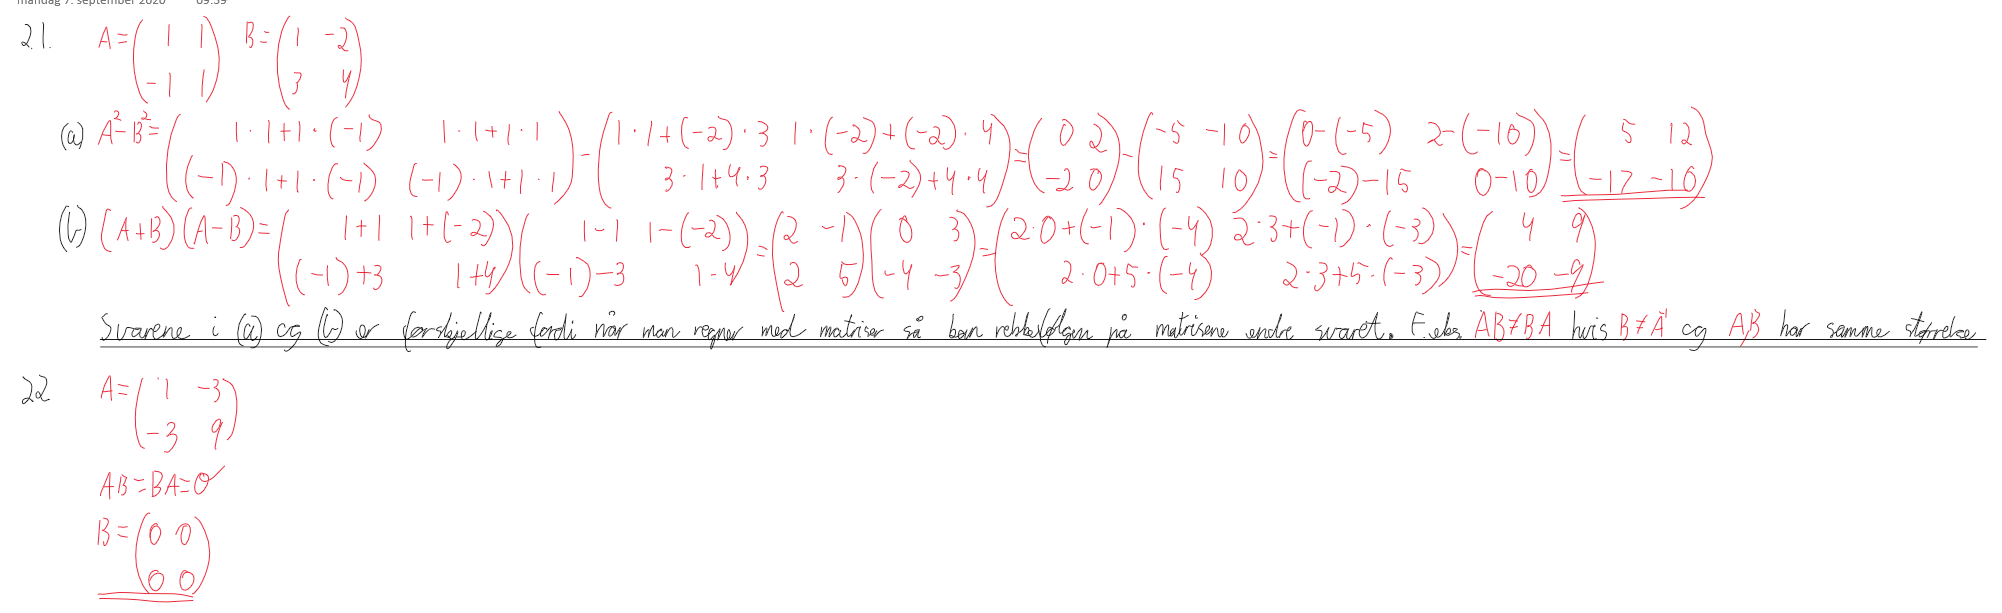 mandag 7. september 2020 09:39
2.1. A = ( 1 1 ) B = ( 1 -2 )
( -1 1 ) ( 3 4 )
(a) A²-B² = ( 1·1+1·(-1) 1·1+1·1 ) - ( 1·1+(-2)·3 1·(-2)+(-2)·4 ) = ( 0 2 ) - ( -5 -10 ) = ( 0-(-5) 2-(-10) ) = ( 5 12 )
( (-1)·1+1·(-1) (-1)·1+1·1 ) ( 3·1+4·3 3·(-2)+4·4 ) ( -2 0 ) ( 15 10 ) ( (-2)-15 0-10 ) ( -17 -10 )
(b) (A+B)(A-B) = ( 1+1 1+(-2) ) ( 1-1 1-(-2) ) = ( 2 -1 ) ( 0 3 ) = ( 2·0+(-1)·(-4) 2·3+(-1)·(-3) ) = ( 4 9 )
( (-1)+3 1+4 ) ( (-1)-3 1-4 ) ( 2 5 ) ( -4 -3 ) ( 2·0+5·(-4) 2·3+5·(-3) ) ( -20 -9 )
Svarene i (a) og (b) er forskjellige fordi når man regner med matriser så kan rekkefølgen på matrisene endre svaret. F.eks. AB≠BA hvis B≠A⁻¹ og A,B har samme størrelse
2.2 A = ( 1 -3 )
( -3 9 )
AB=BA=0
B = ( 0 0 )
( 0 0 )